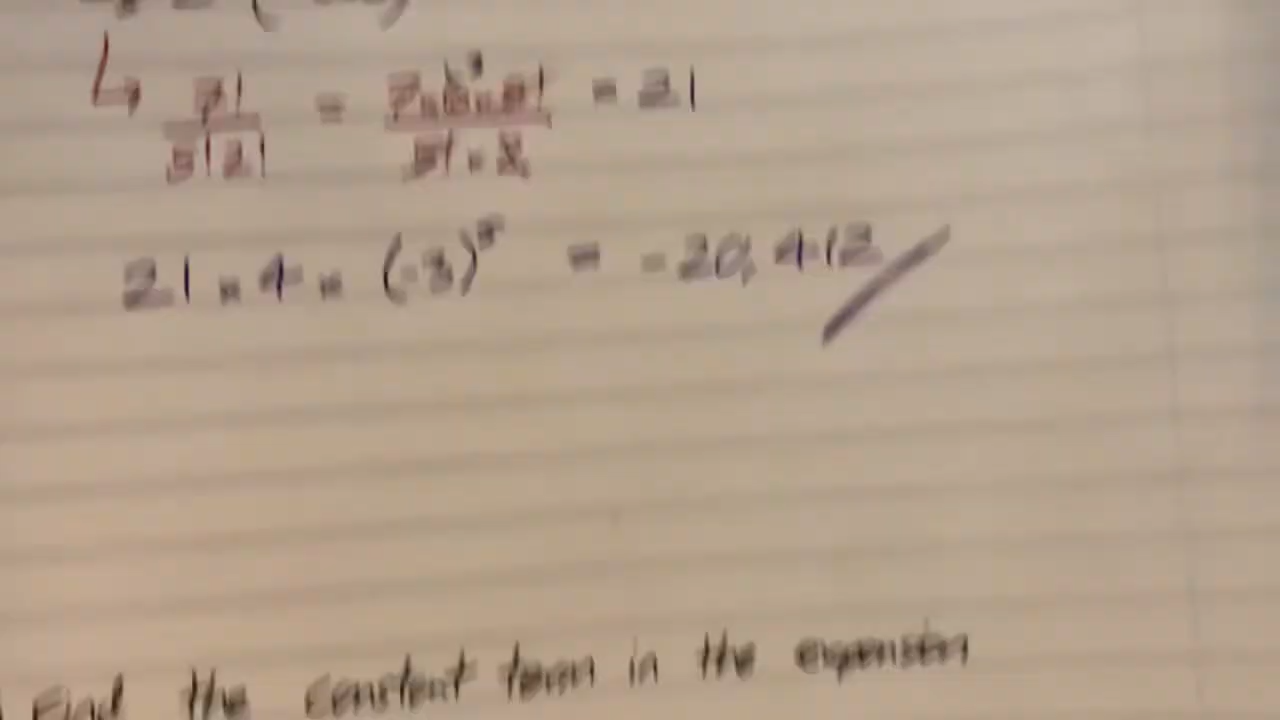 ↳ 7!/5!2! = 7×6³×5!/5!×2 = 21
21 × 4 × (-3)⁵ = -20,412
Find the constant term in the expansion